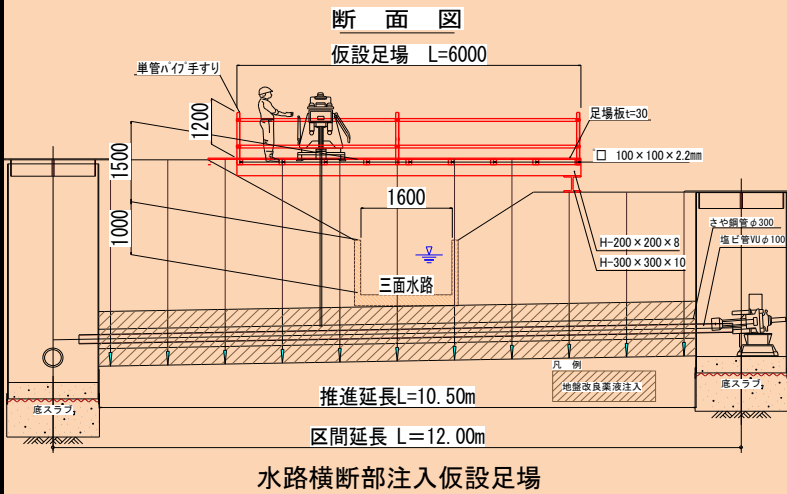 断面図
仮設足場 L=6000
単管パイプ手すり
足場板t=30
1200
□ 100×100×2.2mm
1500
1600
1000
さや鋼管φ300
H-200×200×8
塩ビ管VUφ100
H-300×300×10
三面水路
凡 例
地盤改良薬液注入
推進延長L=10.50m
底スラブ
底スラブ
区間延長 L=12.00m
水路横断部注入仮設足場